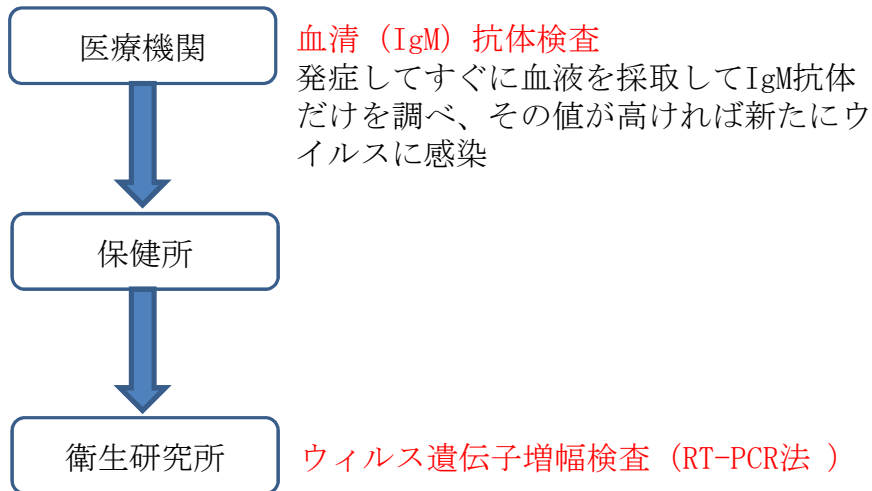 医療機関
血清（IgM）抗体検査
発症してすぐに血液を採取してIgM抗体
だけを調べ、その値が高ければ新たにウ
イルスに感染
保健所
衛生研究所
ウィルス遺伝子増幅検査（RT-PCR法 ）